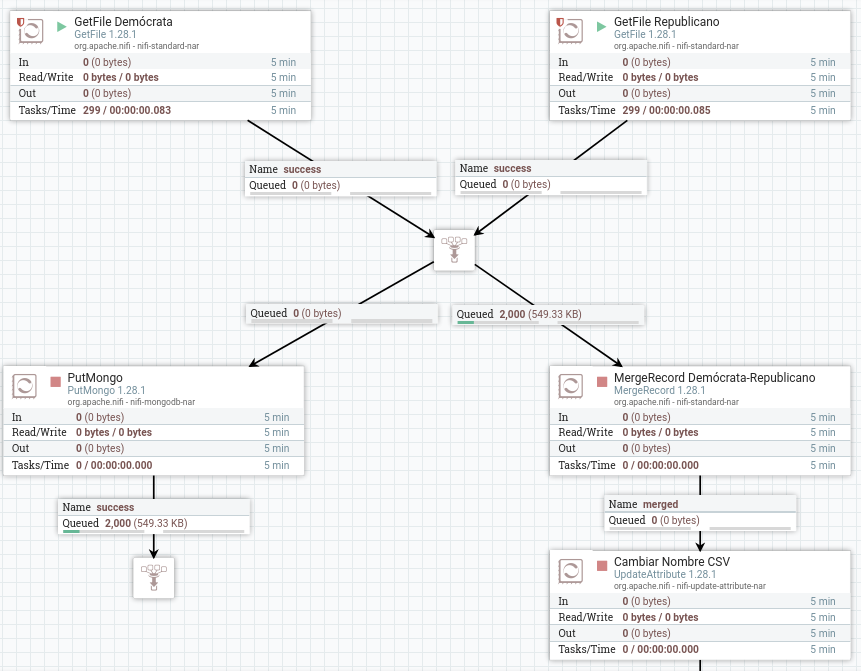 GetFile Demócrata
GetFile 1.28.1
org.apache.nifi - nifi-standard-nar
In 0 (0 bytes) 5 min
Read/Write 0 bytes / 0 bytes 5 min
Out 0 (0 bytes) 5 min
Tasks/Time 299 / 00:00:00.083 5 min
GetFile Republicano
GetFile 1.28.1
org.apache.nifi - nifi-standard-nar
In 0 (0 bytes) 5 min
Read/Write 0 bytes / 0 bytes 5 min
Out 0 (0 bytes) 5 min
Tasks/Time 299 / 00:00:00.085 5 min
Name success
Queued 0 (0 bytes)
Name success
Queued 0 (0 bytes)
Queued 0 (0 bytes)
Queued 2,000 (549.33 KB)
PutMongo
PutMongo 1.28.1
org.apache.nifi - nifi-mongodb-nar
In 0 (0 bytes) 5 min
Read/Write 0 bytes / 0 bytes 5 min
Out 0 (0 bytes) 5 min
Tasks/Time 0 / 00:00:00.000 5 min
MergeRecord Demócrata-Republicano
MergeRecord 1.28.1
org.apache.nifi - nifi-standard-nar
In 0 (0 bytes) 5 min
Read/Write 0 bytes / 0 bytes 5 min
Out 0 (0 bytes) 5 min
Tasks/Time 0 / 00:00:00.000 5 min
Name success
Queued 2,000 (549.33 KB)
Name merged
Queued 0 (0 bytes)
Cambiar Nombre CSV
UpdateAttribute 1.28.1
org.apache.nifi - nifi-update-attribute-nar
In 0 (0 bytes) 5 min
Read/Write 0 bytes / 0 bytes 5 min
Out 0 (0 bytes) 5 min
Tasks/Time 0 / 00:00:00.000 5 min